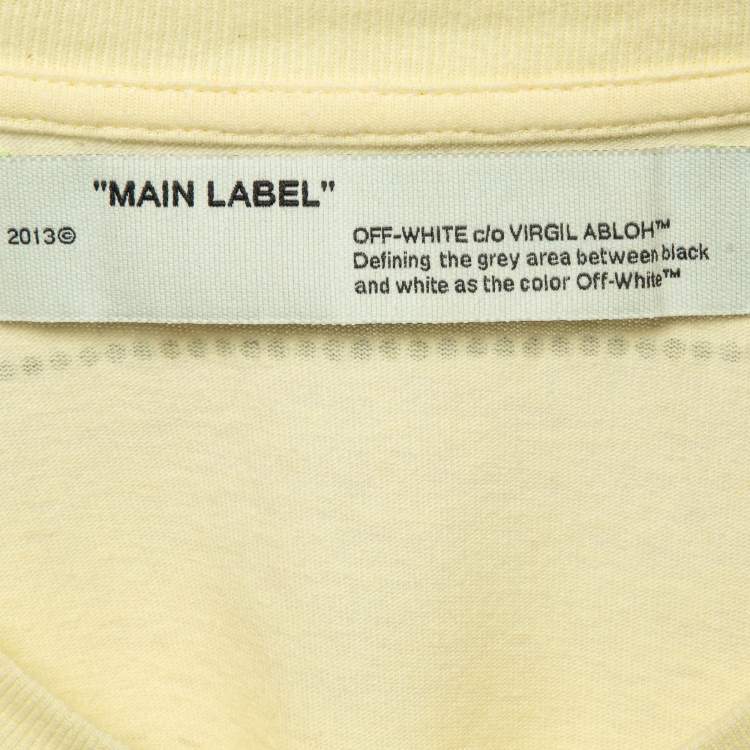 "MAIN LABEL"
2013©
OFF-WHITE c/o VIRGIL ABLOH™
Defining the grey area between black
and white as the color Off-White™